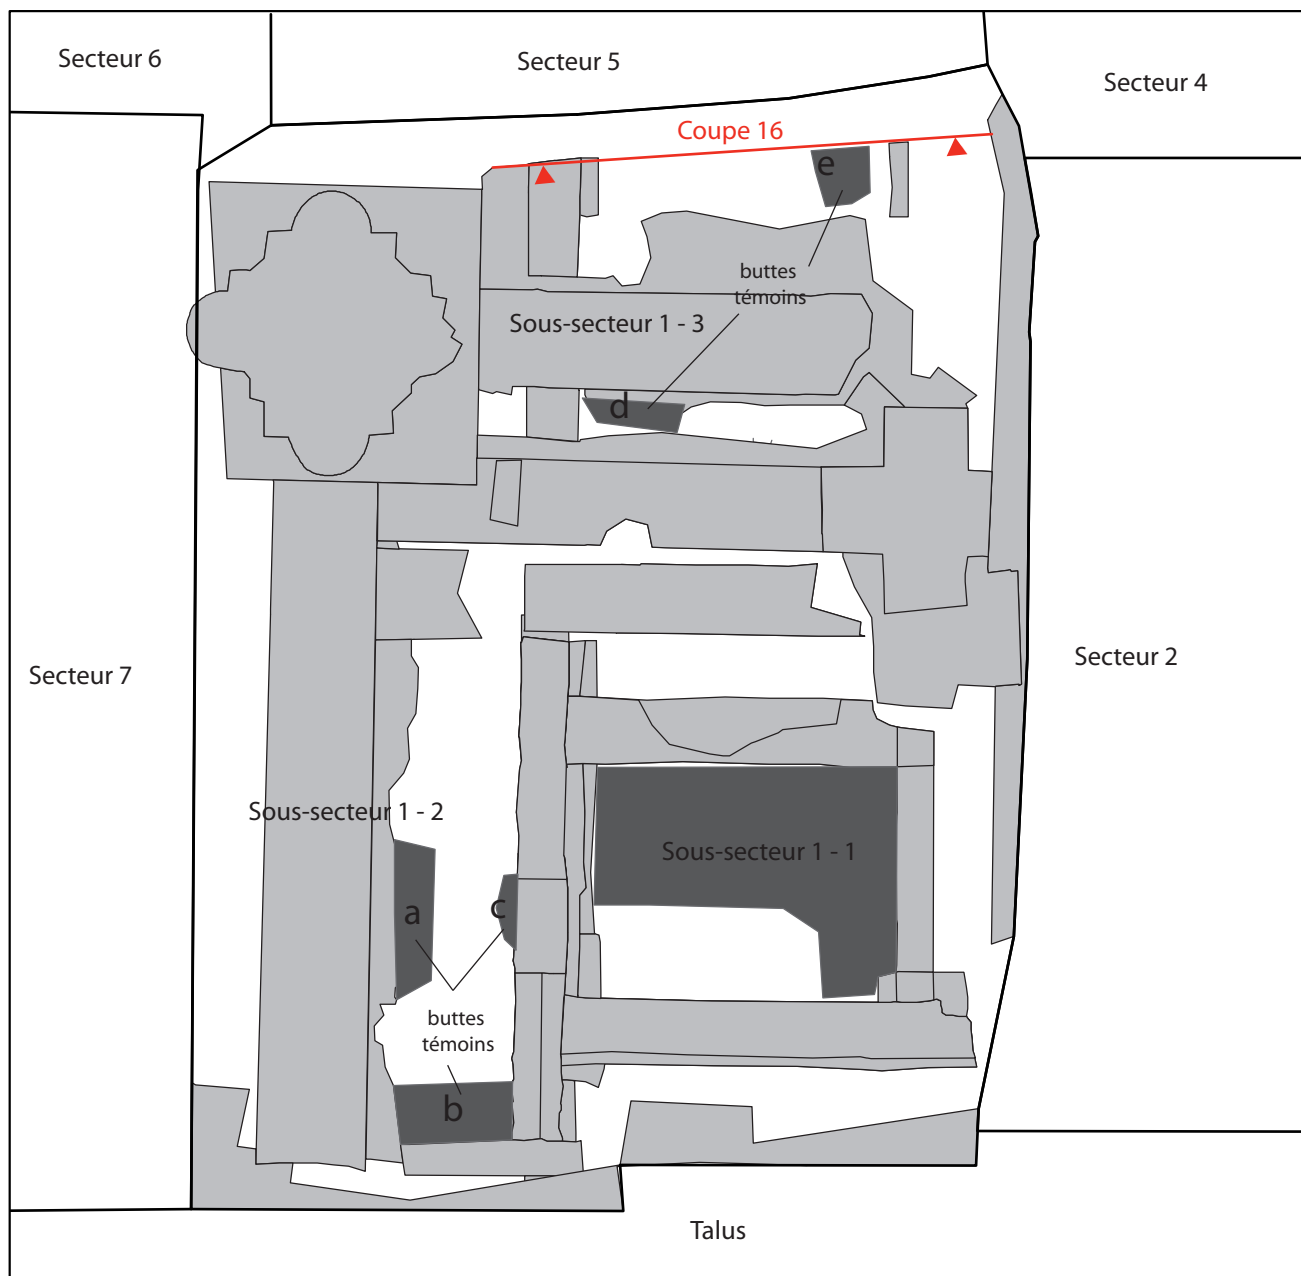 Secteur 6
Secteur 5
Secteur 4
Coupe 16
e
buttes
témoins
Sous-secteur 1 - 3
d
Secteur 7
Secteur 2
Sous-secteur 1 - 2
Sous-secteur 1 - 1
a
c
buttes
témoins
b
Talus